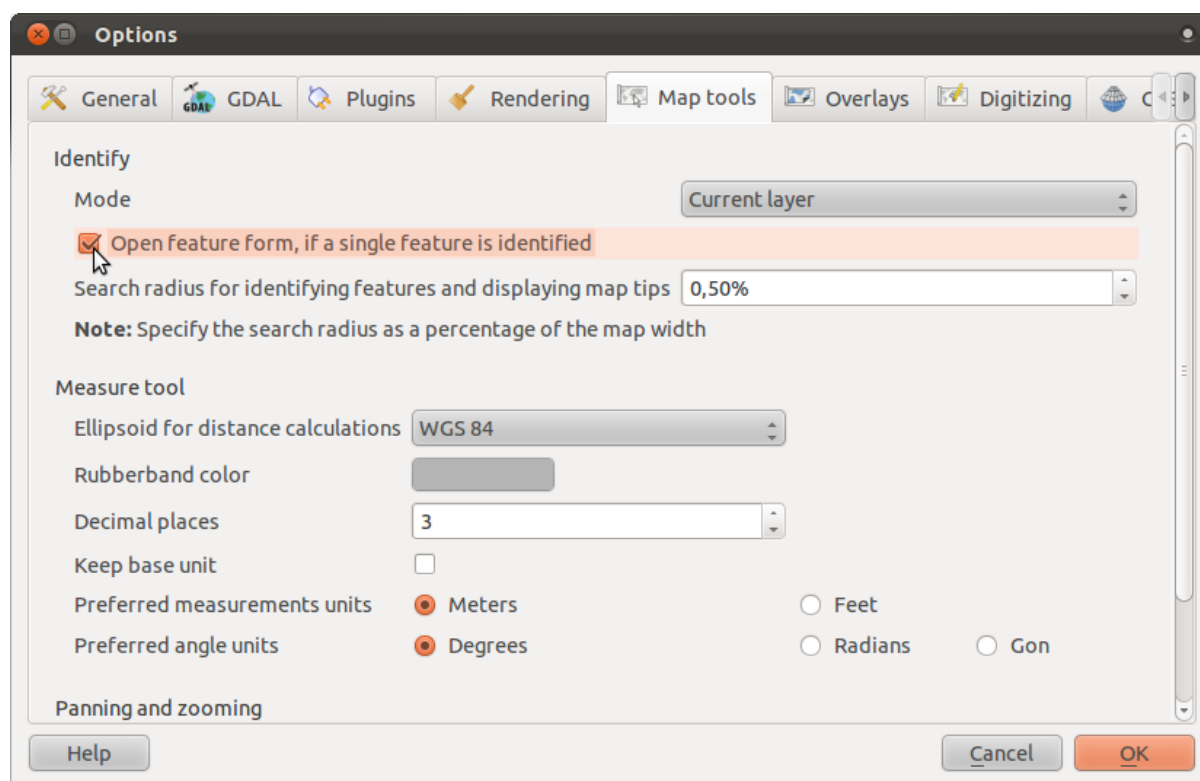 Options
General GDAL Plugins Rendering Map tools Overlays Digitizing
Identify
Mode Current layer
Open feature form, if a single feature is identified
Search radius for identifying features and displaying map tips 0,50%
Note: Specify the search radius as a percentage of the map width
Measure tool
Ellipsoid for distance calculations WGS 84
Rubberband color
Decimal places 3
Keep base unit
Preferred measurements units Meters Feet
Preferred angle units Degrees Radians Gon
Panning and zooming
Help Cancel OK